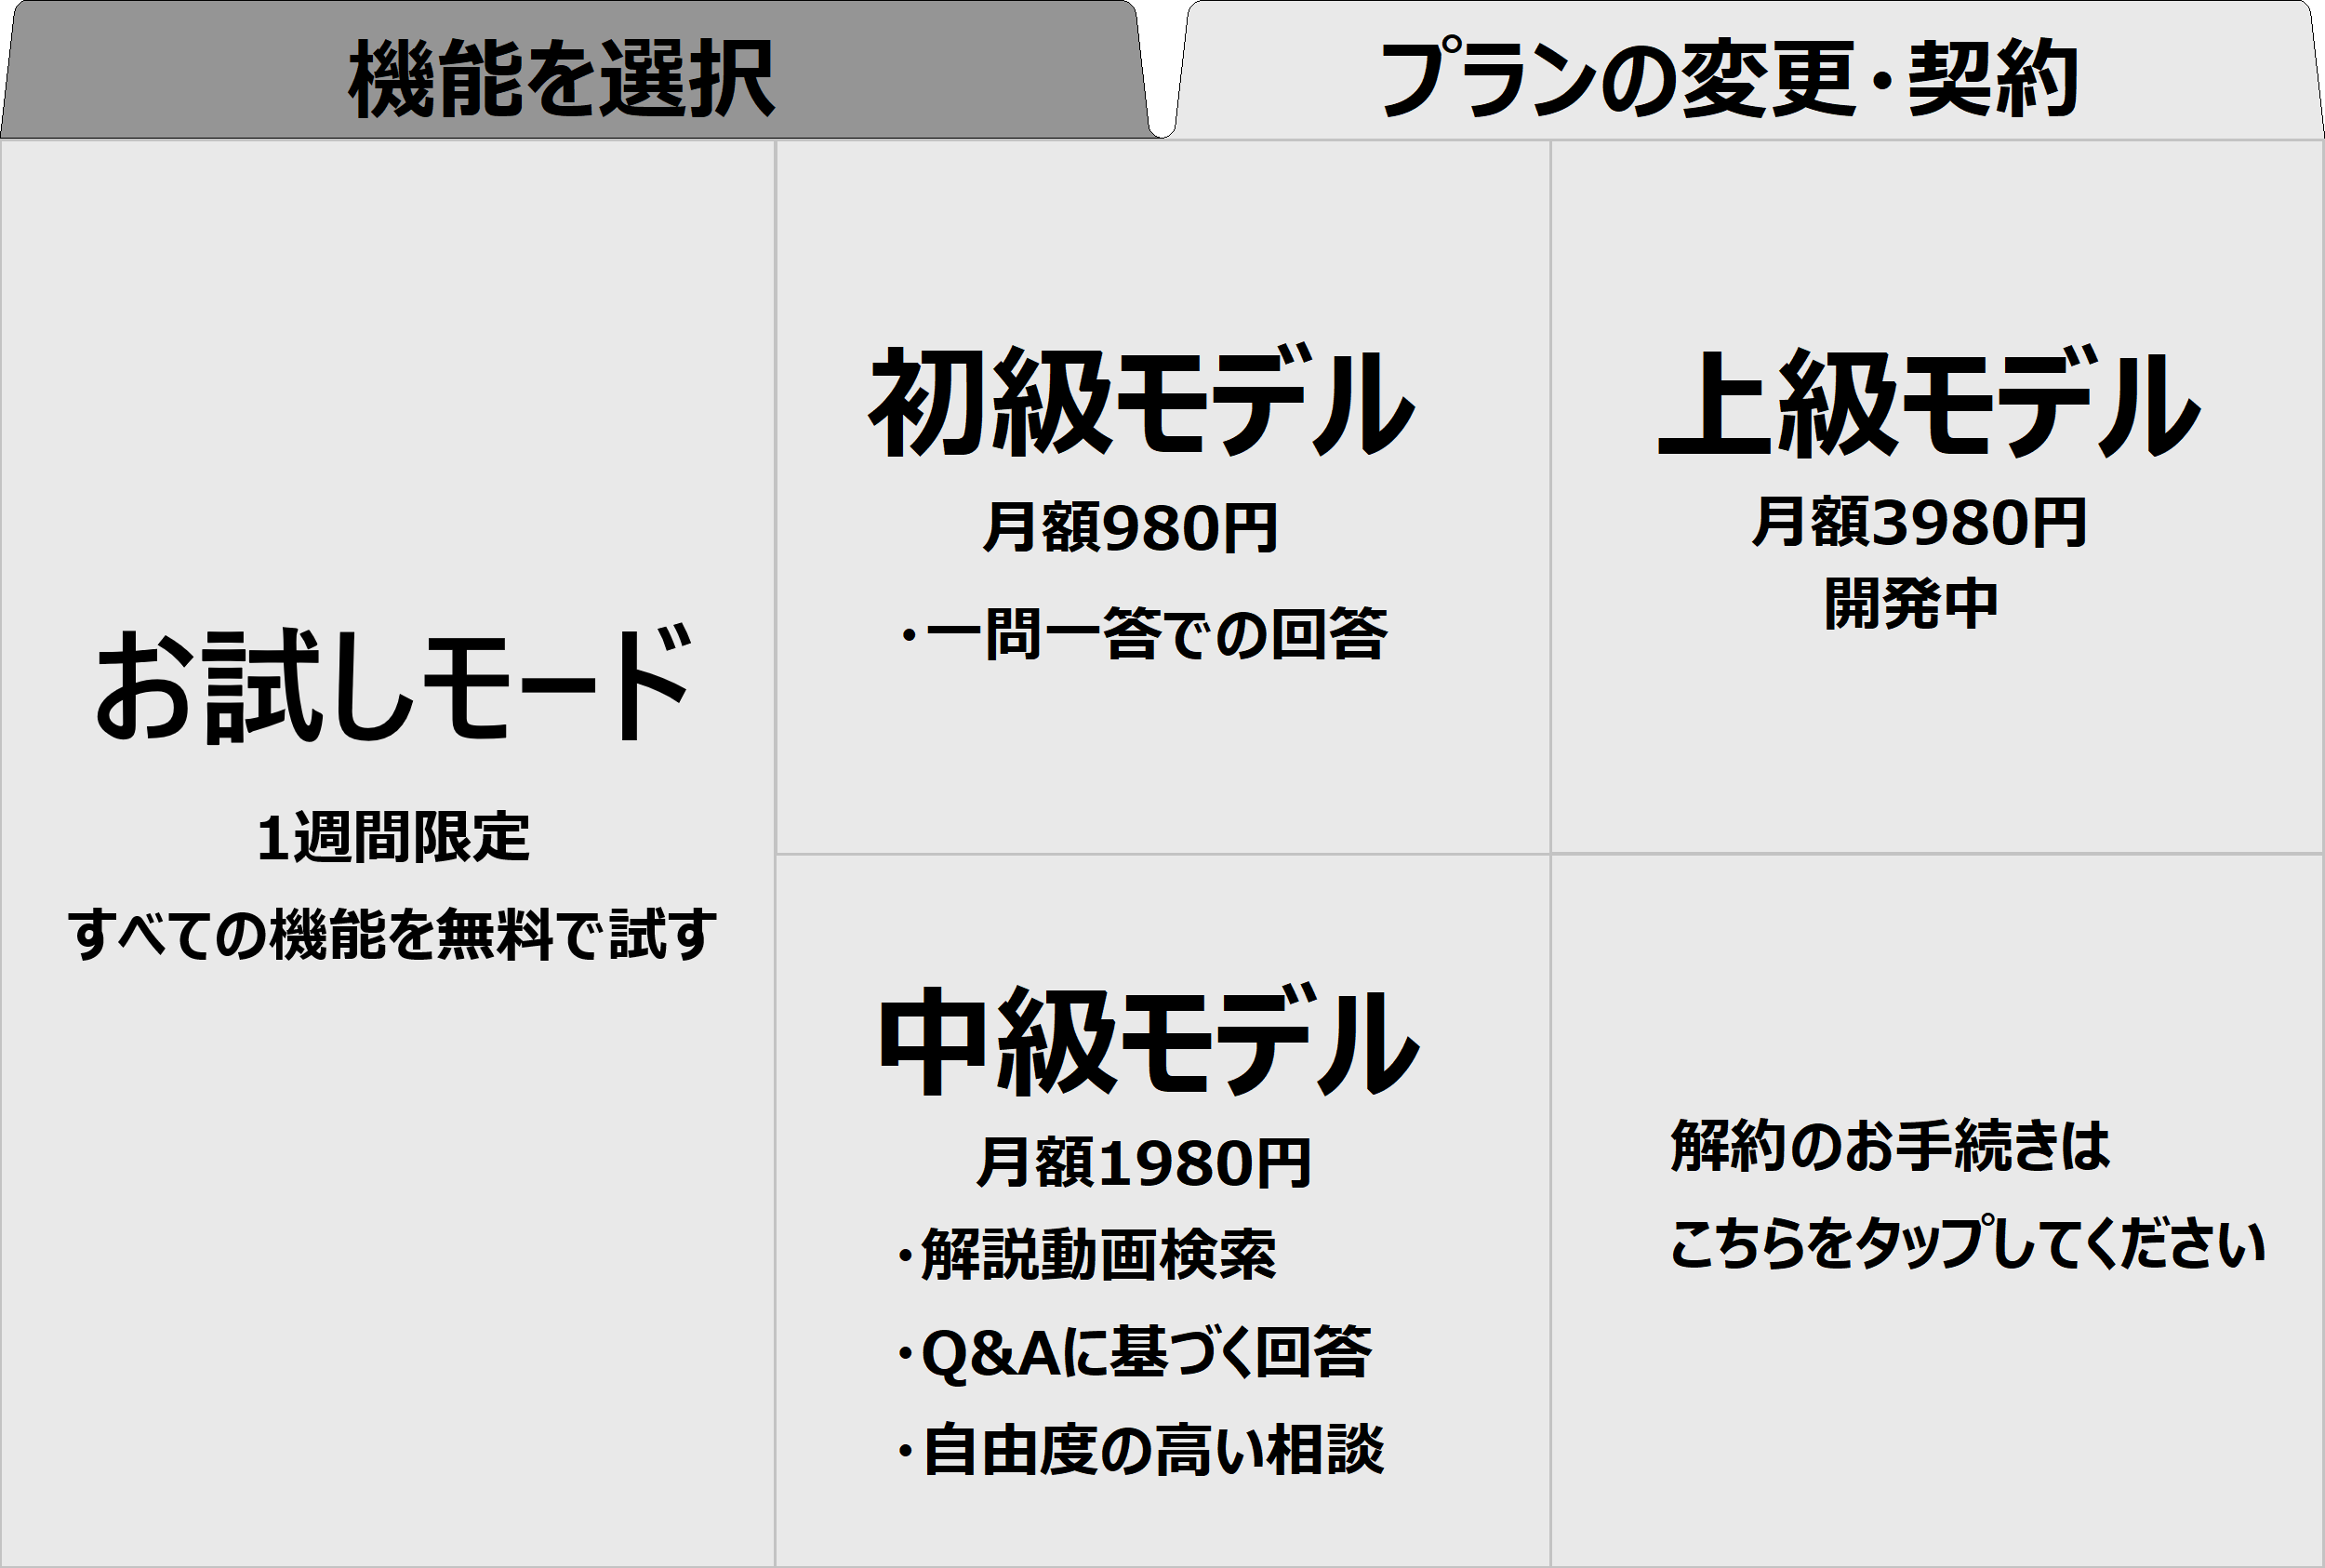 機能を選択
プランの変更・契約
お試しモード
1週間限定
すべての機能を無料で試す
初級モデル
月額980円
・一問一答での回答
上級モデル
月額3980円
開発中
中級モデル
月額1980円
・解説動画検索
・Q&Aに基づく回答
・自由度の高い相談
解約のお手続きは
こちらをタップしてください